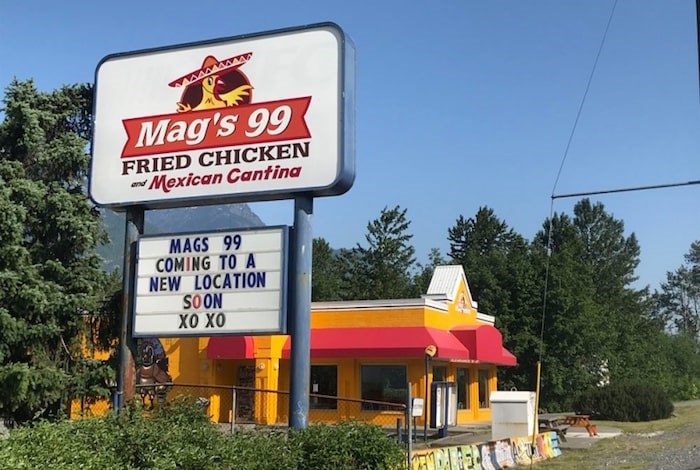 Mag's 99
FRIED CHICKEN
and Mexican Cantina
MAGS 99
COMING TO A
NEW LOCATION
SOON
XO XO